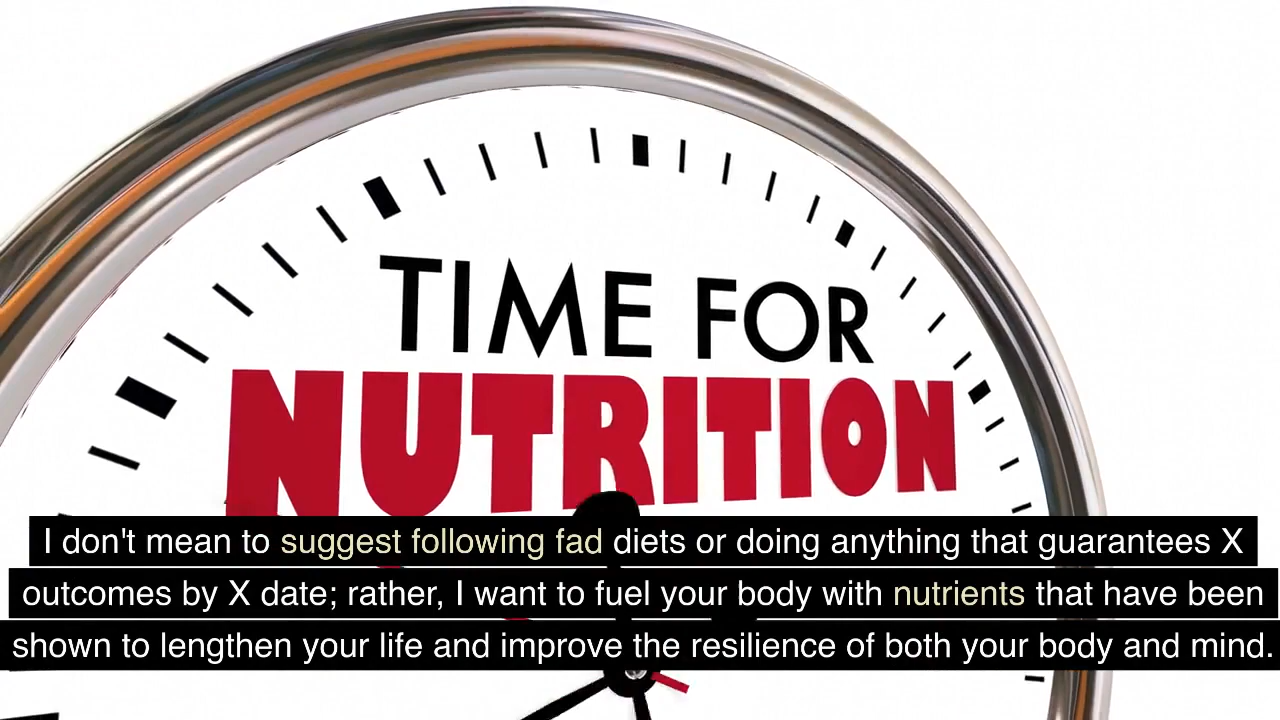 TIME FOR
NUTRITION
I don't mean to suggest following fad diets or doing anything that guarantees X
outcomes by X date; rather, I want to fuel your body with nutrients that have been
shown to lengthen your life and improve the resilience of both your body and mind.